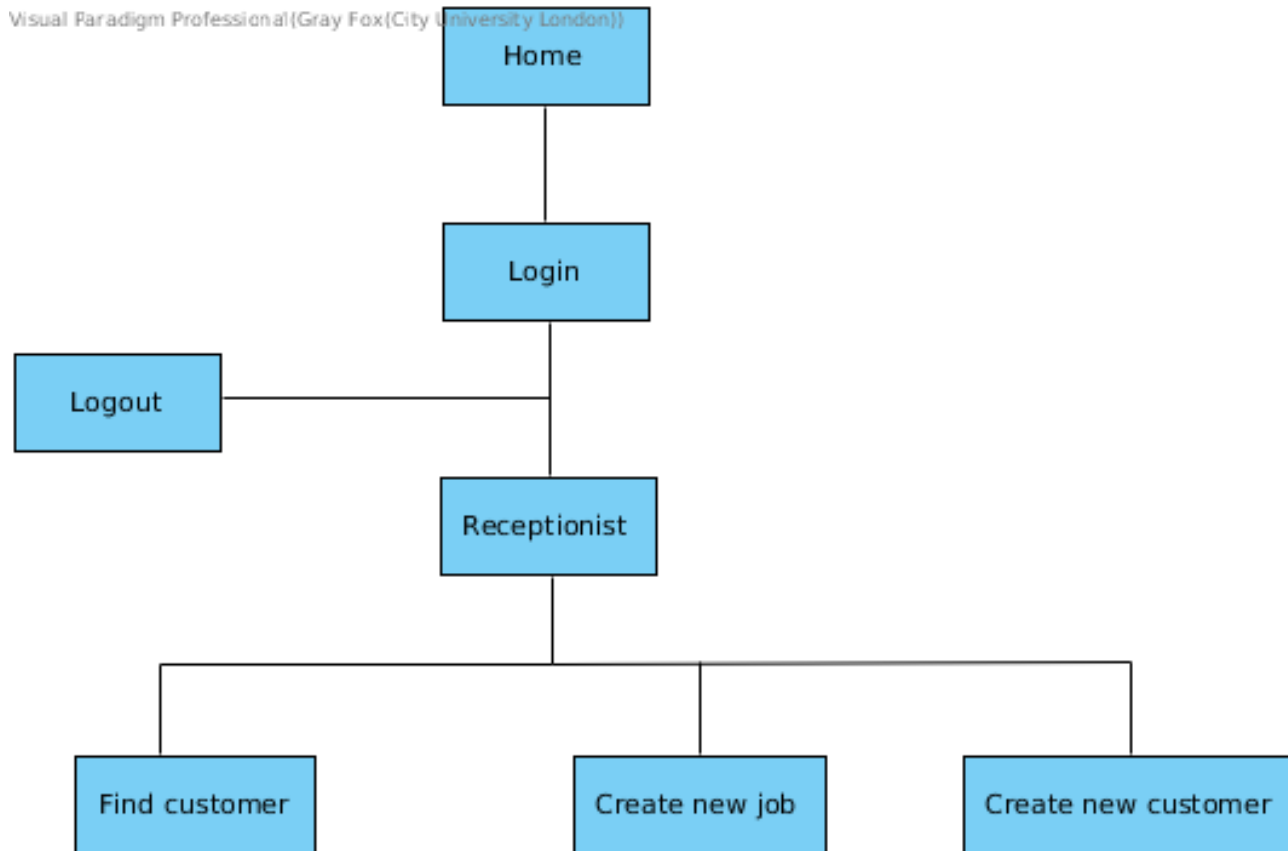 Visual Paradigm Professional(Gray Fox(City University London))
Home
Login
Logout
Receptionist
Find customer
Create new job
Create new customer